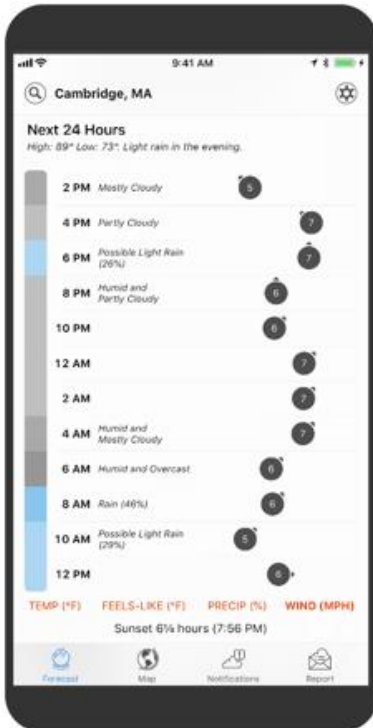 9:41 AM
Cambridge, MA
Next 24 Hours
High: 89° Low: 73°. Light rain in the evening.
2 PM Mostly Cloudy 5
4 PM Partly Cloudy 7
6 PM Possible Light Rain
(26%) 7
8 PM Humid and
Partly Cloudy 6
10 PM 6
12 AM 7
2 AM 7
4 AM Humid and
Mostly Cloudy 7
6 AM Humid and Overcast 6
8 AM Rain (46%) 6
10 AM Possible Light Rain
(29%) 5
12 PM 6
TEMP (°F) FEELS-LIKE (°F) PRECIP (%) WIND (MPH)
Sunset 6¼ hours (7:56 PM)
Forecast Map Notifications Report